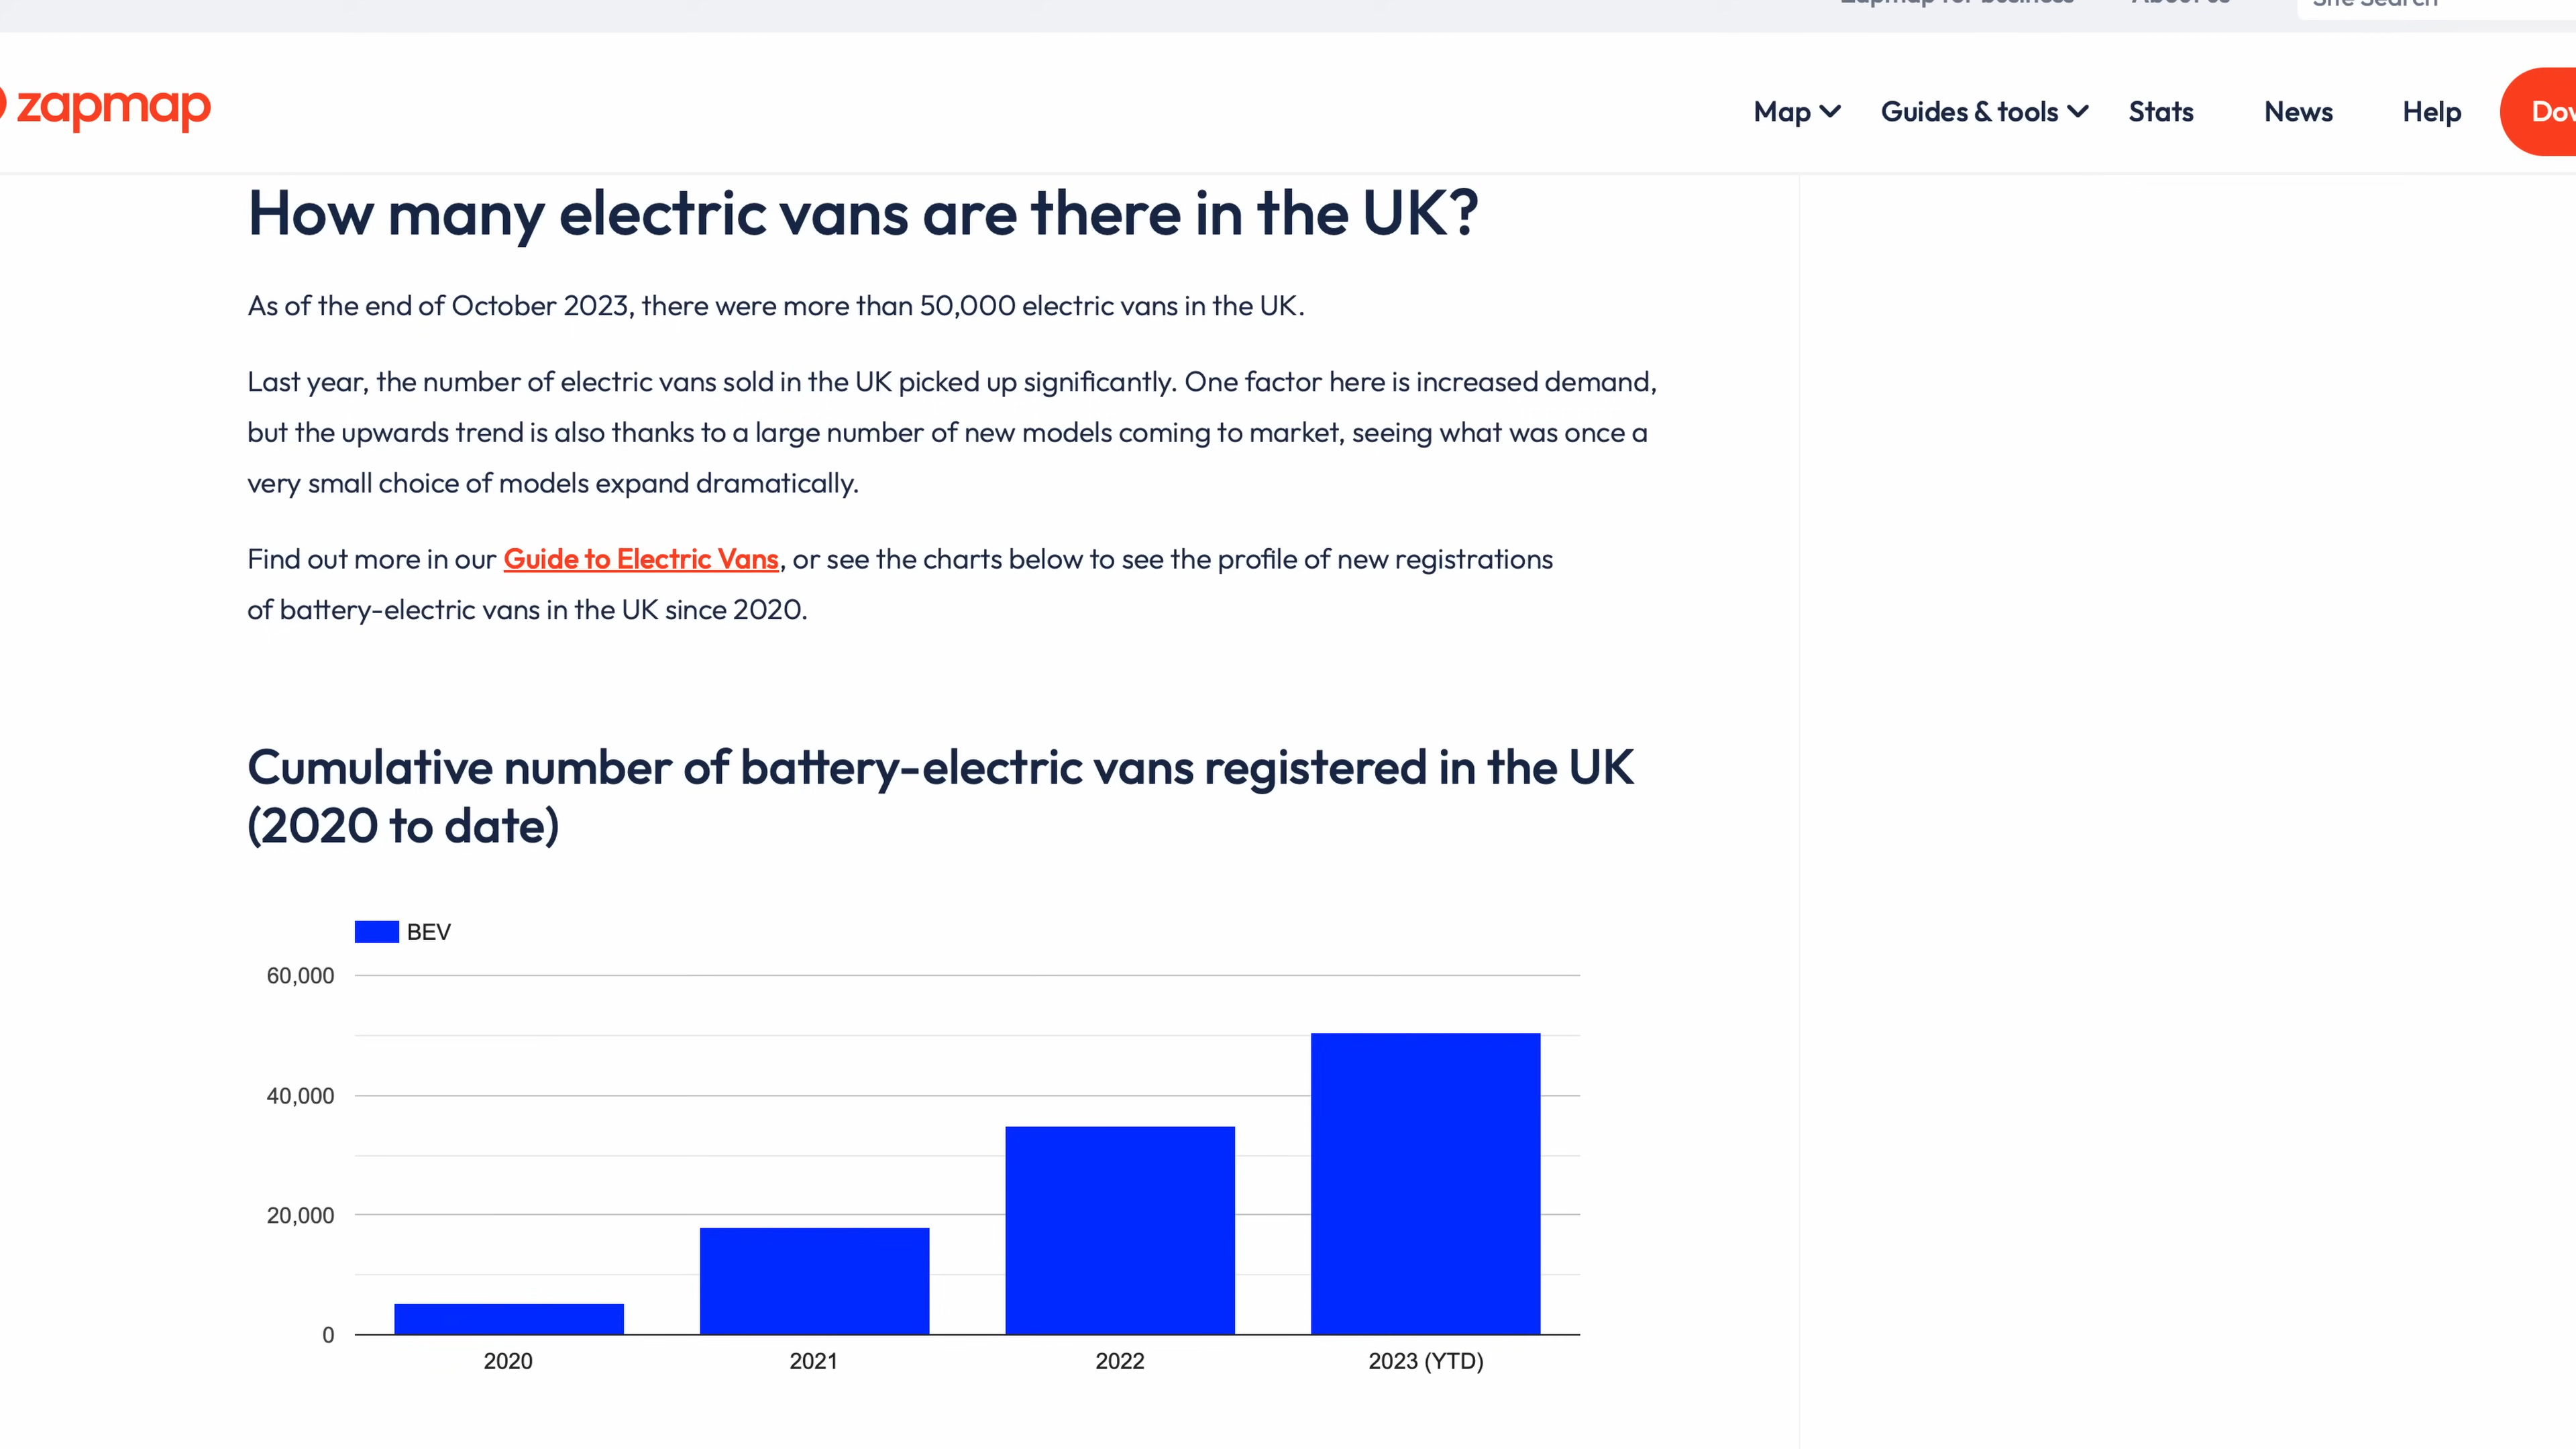 Zapmap for business About us Site Search
zapmap
Map Guides & tools Stats News Help
How many electric vans are there in the UK?
As of the end of October 2023, there were more than 50,000 electric vans in the UK.
Last year, the number of electric vans sold in the UK picked up significantly. One factor here is increased demand,
but the upwards trend is also thanks to a large number of new models coming to market, seeing what was once a
very small choice of models expand dramatically.
Find out more in our Guide to Electric Vans, or see the charts below to see the profile of new registrations
of battery-electric vans in the UK since 2020.
Cumulative number of battery-electric vans registered in the UK
(2020 to date)
BEV
60,000
40,000
20,000
0
2020 2021 2022 2023 (YTD)